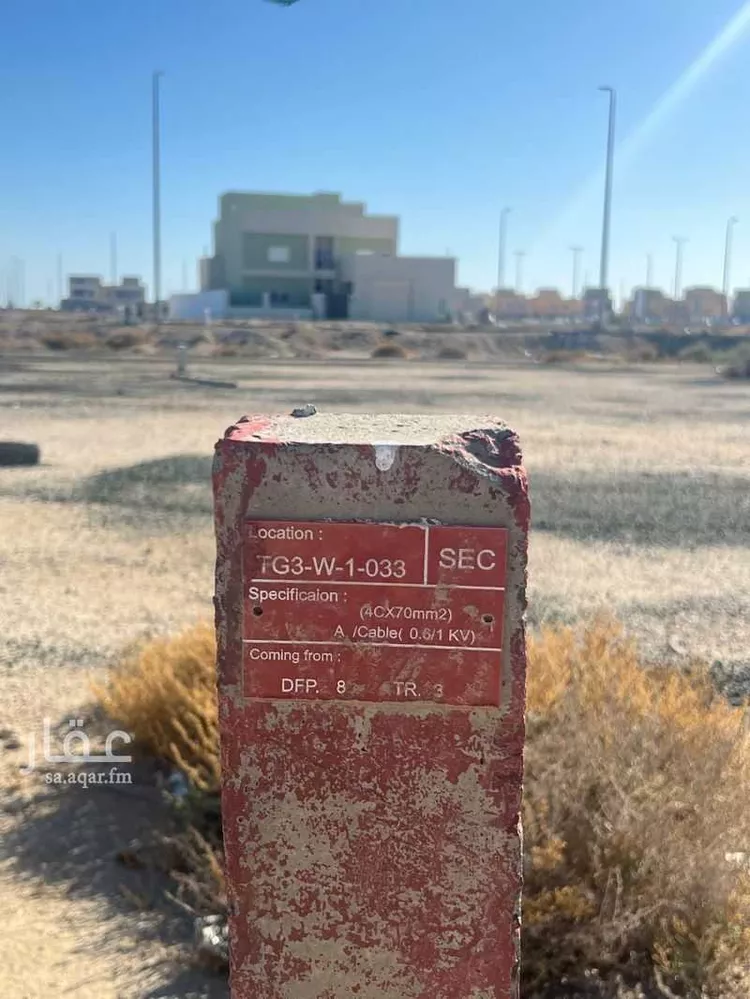 Location :
TG3-W-1-033
SEC
Specificaion :
(4CX70mm2)
A /Cable( 0.6/1 KV)
Coming from :
DFP. 8 TR. 3
عقار
sa.aqar.fm